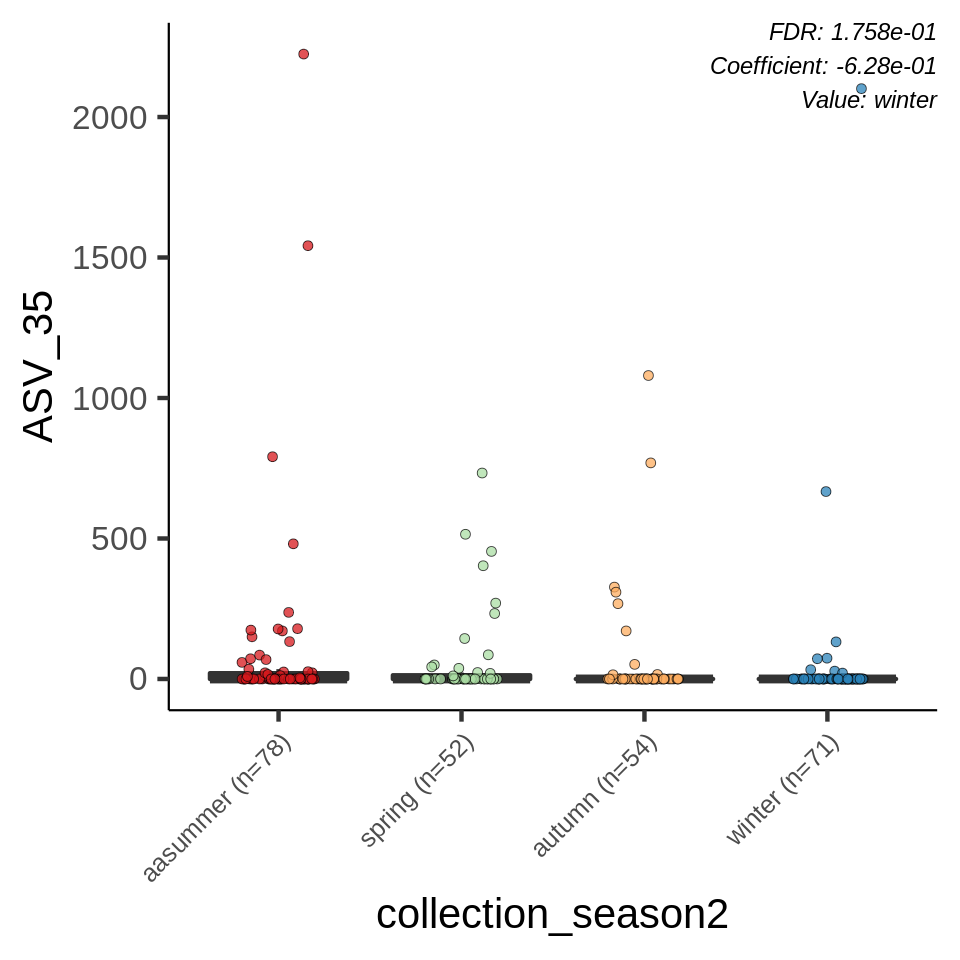 FDR: 1.758e-01
Coefficient: -6.28e-01
Value: winter
2000
1500
1000
500
0
ASV_35
aasummer (n=78)
spring (n=52)
autumn (n=54)
winter (n=71)
collection_season2